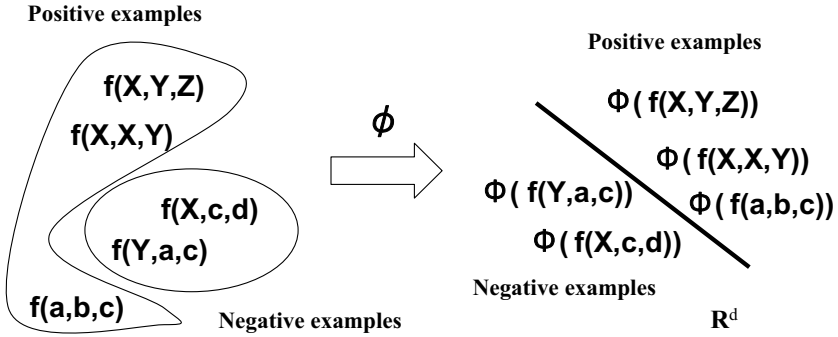 Positive examples
f(X,Y,Z)
f(X,X,Y)
f(X,c,d)
f(Y,a,c)
f(a,b,c)
Negative examples
ϕ
Positive examples
Φ( f(X,Y,Z))
Φ( f(X,X,Y))
Φ( f(Y,a,c))
Φ( f(a,b,c))
Φ( f(X,c,d))
Negative examples
R^d